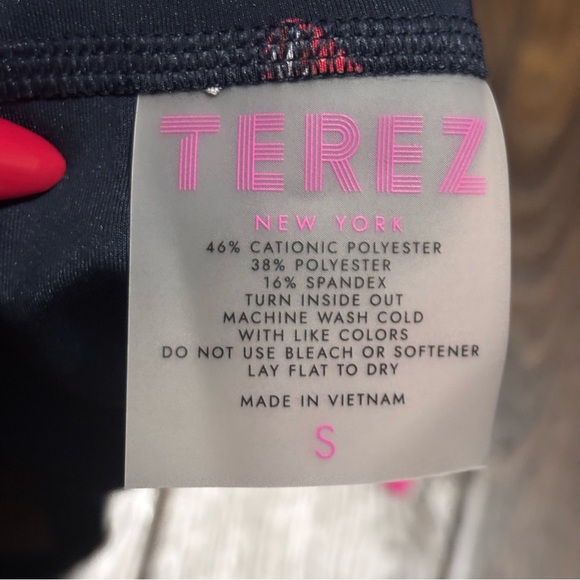 TEREZ
NEW YORK
46% CATIONIC POLYESTER
38% POLYESTER
16% SPANDEX
TURN INSIDE OUT
MACHINE WASH COLD
WITH LIKE COLORS
DO NOT USE BLEACH OR SOFTENER
LAY FLAT TO DRY
MADE IN VIETNAM
S